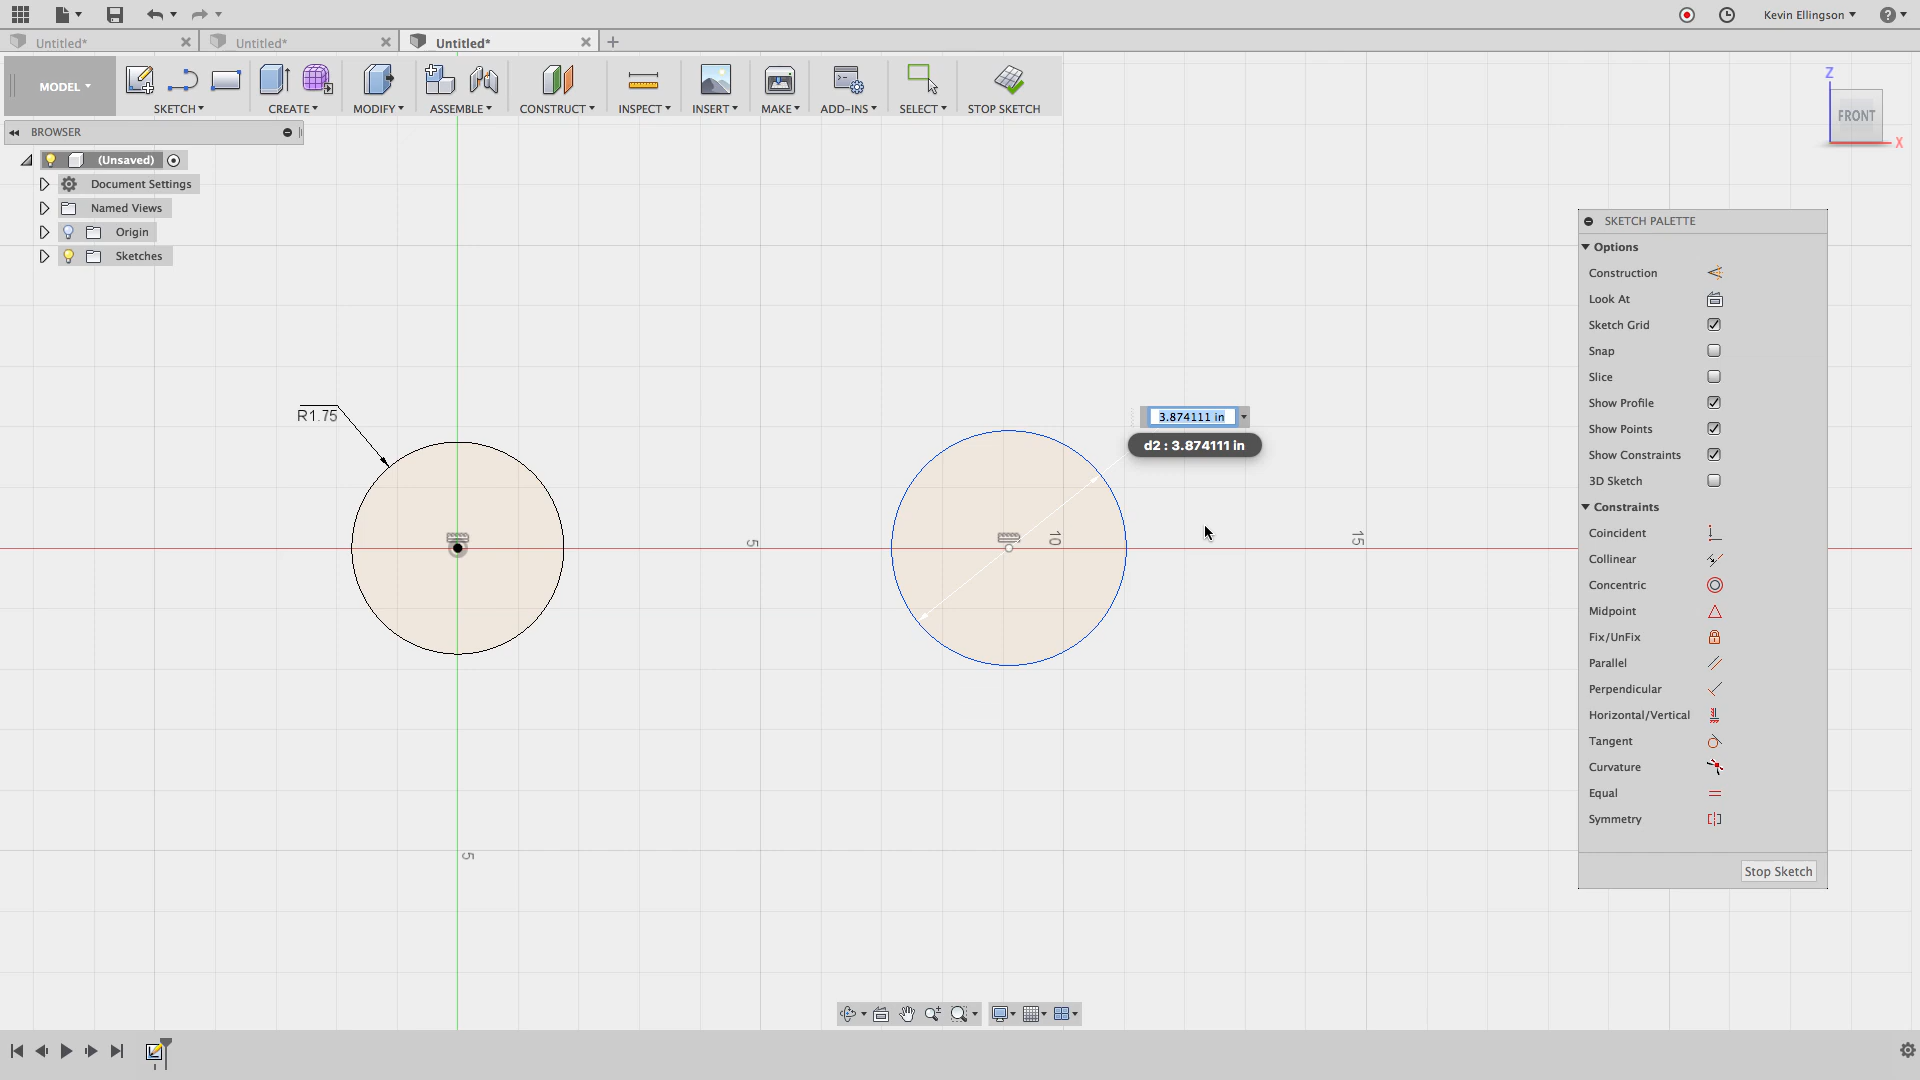 Kevin Ellingson
Untitled*
Untitled*
Untitled*
MODEL
SKETCH
CREATE
MODIFY
ASSEMBLE
CONSTRUCT
INSPECT
INSERT
MAKE
ADD-INS
SELECT
STOP SKETCH
Z
FRONT
X
BROWSER
(Unsaved)
Document Settings
Named Views
Origin
Sketches
SKETCH PALETTE
Options
Construction
Look At
Sketch Grid
Snap
Slice
Show Profile
Show Points
Show Constraints
3D Sketch
Constraints
Coincident
Collinear
Concentric
Midpoint
Fix/UnFix
Parallel
Perpendicular
Horizontal/Vertical
Tangent
Curvature
Equal
Symmetry
Stop Sketch
R1.75
3.874111 in
d2 : 3.874111 in
5
10
15
5